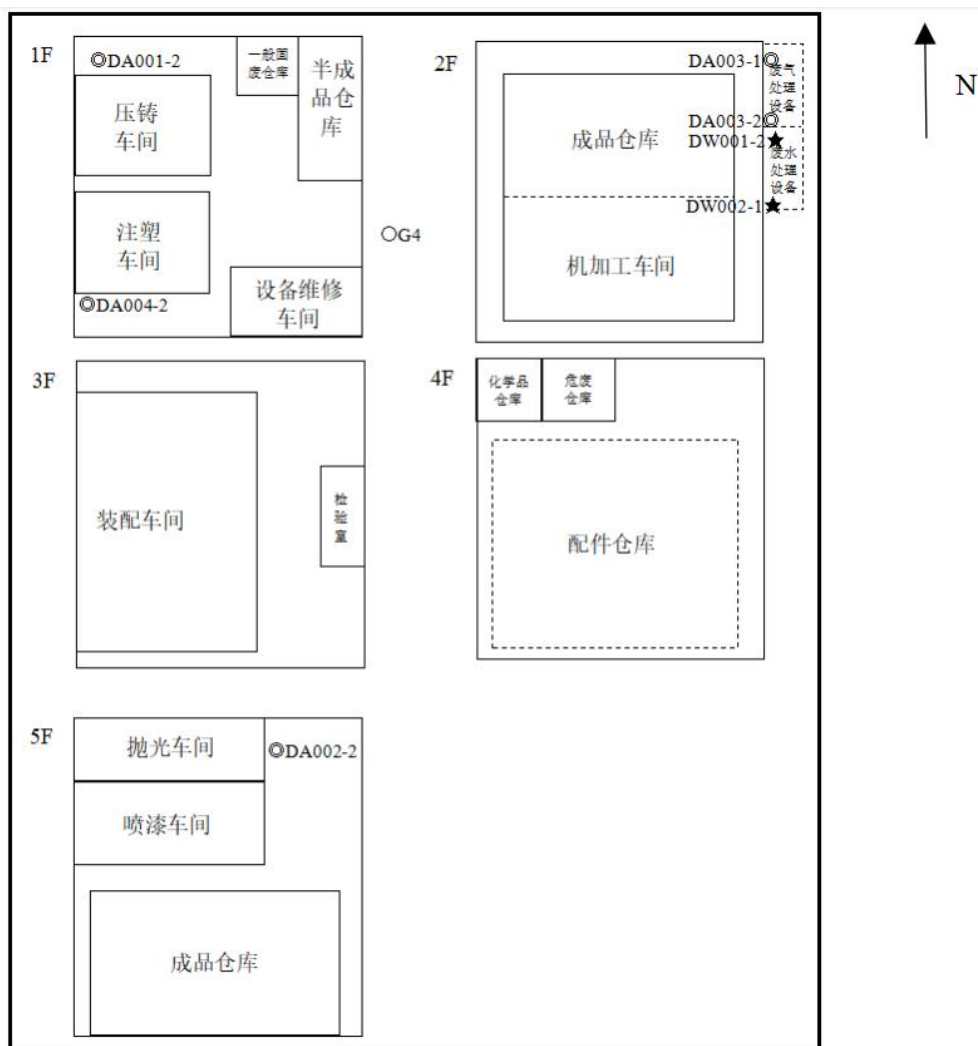 N
1F
◎DA001-2
一般固
废仓库
半成
品仓
库
压铸
车间
注塑
车间
◎DA004-2
设备维修
车间
○G4
2F
DA003-1◎
废气
处理
设备
DA003-2◎
DW001-2★
废水
处理
设备
DW002-1★
成品仓库
机加工车间
3F
装配车间
检
验
室
4F
化学品
仓库
危废
仓库
配件仓库
5F
抛光车间
◎DA002-2
喷漆车间
成品仓库